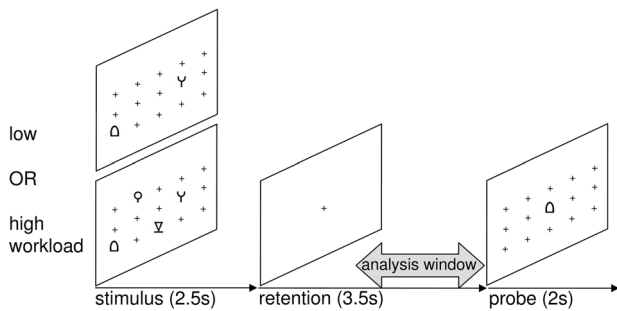 low
OR
high
workload
analysis window
stimulus (2.5s)
retention (3.5s)
probe (2s)